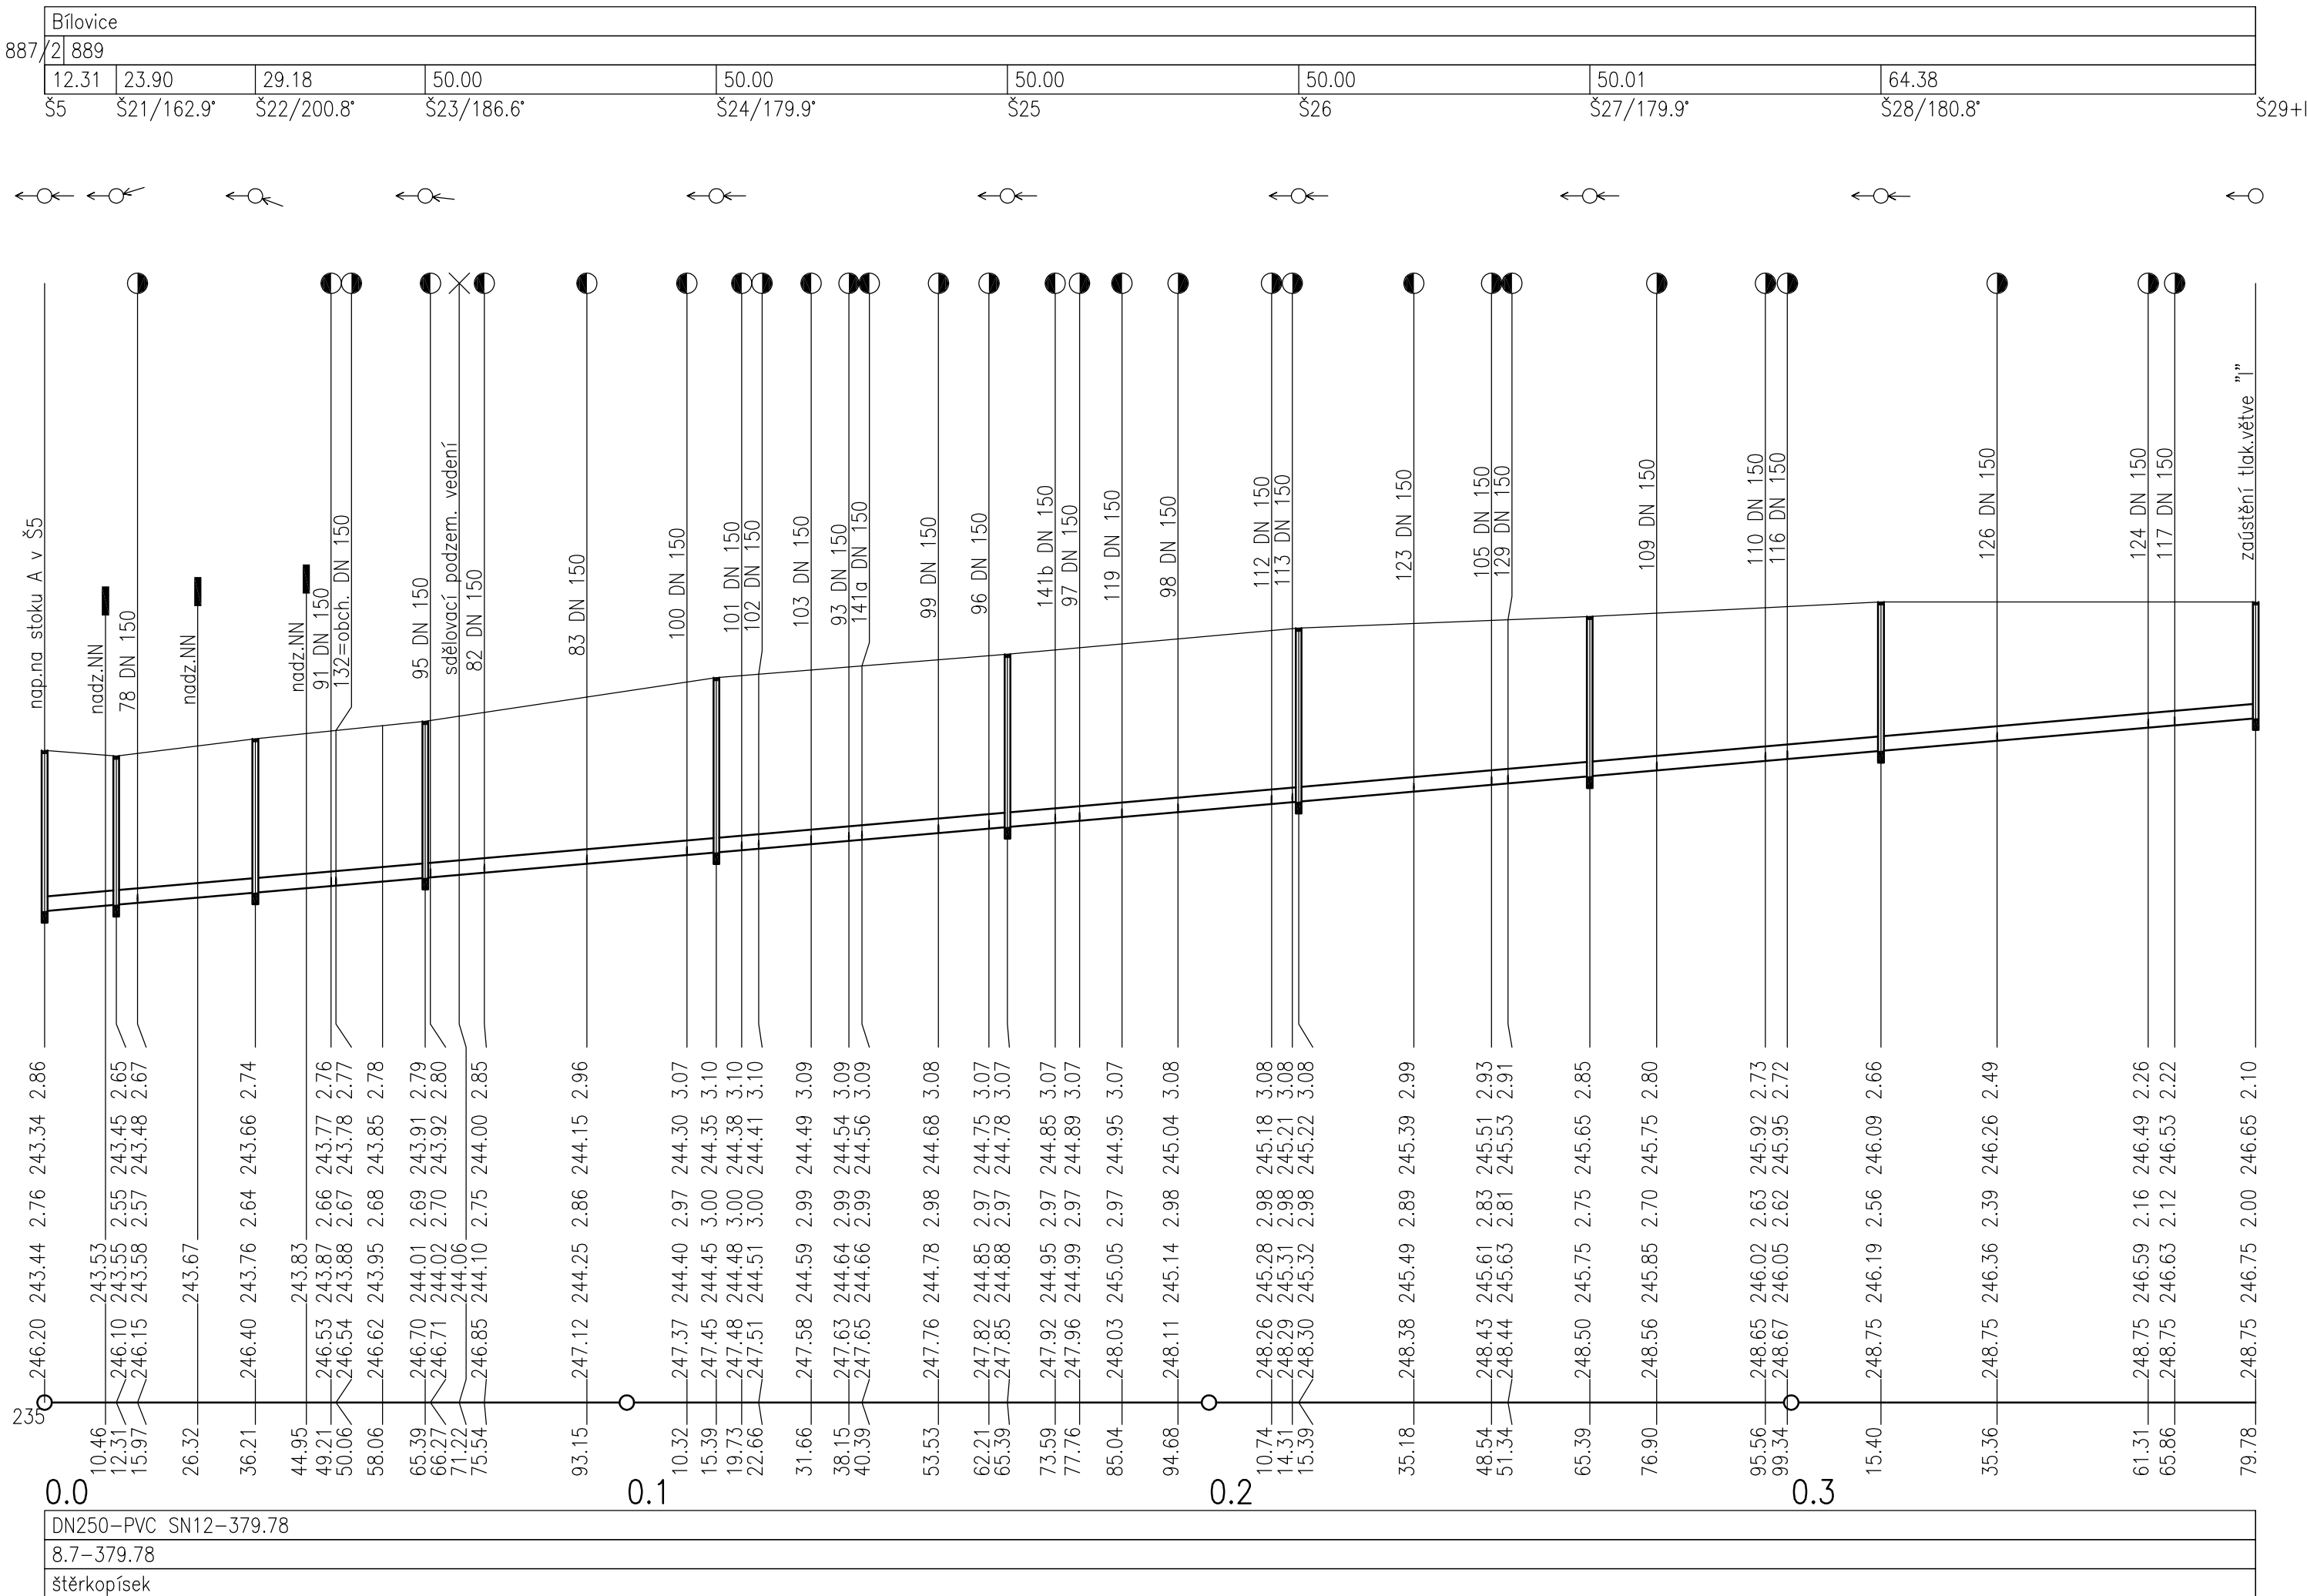 Bílovice
887/2 889
12.31 23.90 29.18 50.00 50.00 50.00 50.00 50.01 64.38
Š5 Š21/162.9° Š22/200.8° Š23/186.6° Š24/179.9° Š25 Š26 Š27/179.9° Š28/180.8° Š29+I
nap.na stoku A v Š5
nadz.NN
78 DN 150
nadz.NN
nadz.NN
91 DN 150
132=obch. DN 150
95 DN 150
sdělovací podzem. vedení
82 DN 150
83 DN 150
100 DN 150
101 DN 150
102 DN 150
103 DN 150
93 DN 150
141a DN 150
99 DN 150
96 DN 150
141b DN 150
97 DN 150
119 DN 150
98 DN 150
112 DN 150
113 DN 150
123 DN 150
105 DN 150
129 DN 150
109 DN 150
110 DN 150
116 DN 150
126 DN 150
124 DN 150
117 DN 150
zaústění tlak.větve "I"
2.86 2.65 2.67 2.74 2.76 2.77 2.78 2.79 2.80 2.85 2.96 3.07 3.10 3.10 3.10 3.09 3.09 3.09 3.08 3.07 3.07 3.07 3.07 3.07 3.08 3.08 3.08 3.08 2.99 2.93 2.91 2.85 2.80 2.73 2.72 2.66 2.49 2.26 2.22 2.10
243.34 243.45 243.48 243.66 243.77 243.78 243.85 243.91 243.92 244.00 244.15 244.30 244.35 244.38 244.41 244.49 244.54 244.56 244.68 244.75 244.78 244.85 244.89 244.95 245.04 245.18 245.21 245.22 245.39 245.51 245.53 245.65 245.75 245.92 245.95 246.09 246.26 246.49 246.53 246.65
2.76 2.55 2.57 2.64 2.66 2.67 2.68 2.69 2.70 2.75 2.86 2.97 3.00 3.00 3.00 2.99 2.99 2.99 2.98 2.97 2.97 2.97 2.97 2.97 2.98 2.98 2.98 2.98 2.89 2.83 2.81 2.75 2.70 2.63 2.62 2.56 2.39 2.16 2.12 2.00
243.44 243.53 243.55 243.58 243.67 243.76 243.83 243.87 243.88 243.95 244.01 244.02 244.06 244.10 244.25 244.40 244.45 244.48 244.51 244.59 244.64 244.66 244.78 244.85 244.88 244.95 244.99 245.05 245.14 245.28 245.31 245.32 245.49 245.61 245.63 245.75 245.85 246.02 246.05 246.19 246.36 246.59 246.63 246.75
246.20 246.10 246.15 246.40 246.53 246.54 246.62 246.70 246.71 246.85 247.12 247.37 247.45 247.48 247.51 247.58 247.63 247.65 247.76 247.82 247.85 247.92 247.96 248.03 248.11 248.26 248.29 248.30 248.38 248.43 248.44 248.50 248.56 248.65 248.67 248.75 248.75 248.75 248.75 248.75
235
10.46 12.31 15.97 26.32 36.21 44.95 49.21 50.06 58.06 65.39 66.27 71.22 75.54 93.15 10.32 15.39 19.73 22.66 31.66 38.15 40.39 53.53 62.21 65.39 73.59 77.76 85.04 94.68 10.74 14.31 15.39 35.18 48.54 51.34 65.39 76.90 95.56 99.34 15.40 35.36 61.31 65.86 79.78
0.0 0.1 0.2 0.3
DN250-PVC SN12-379.78
8.7-379.78
štěrkopísek